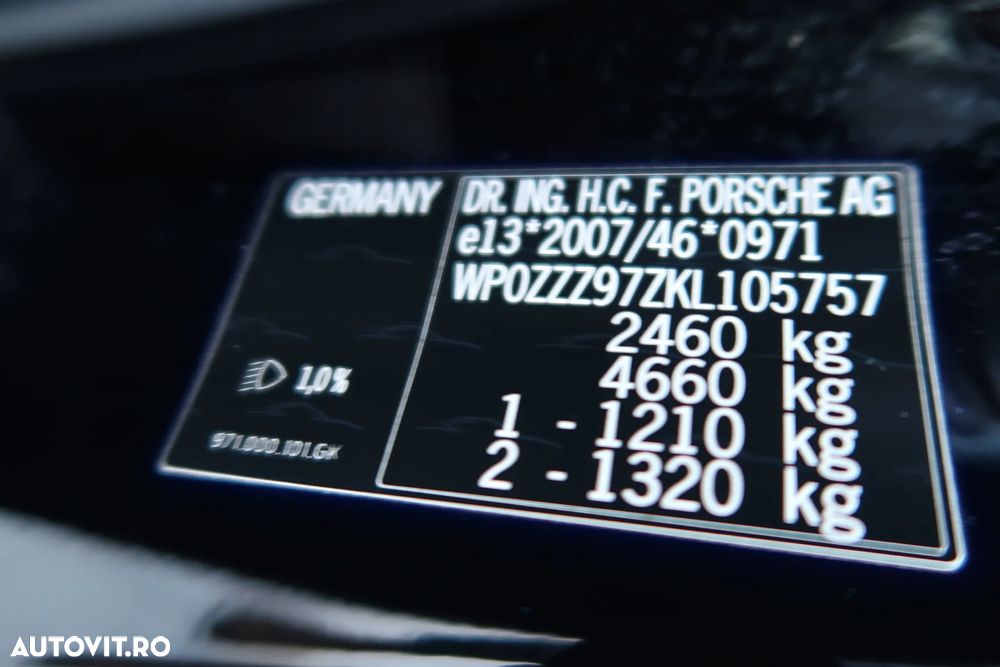 GERMANY
DR. ING. H.C. F. PORSCHE AG
e13*2007/46*0971
WP0ZZZ97ZKL105757
2460 kg
4660 kg
1 - 1210 kg
2 - 1320 kg
1,0%
971.000.101.GK
AUTOVIT.RO